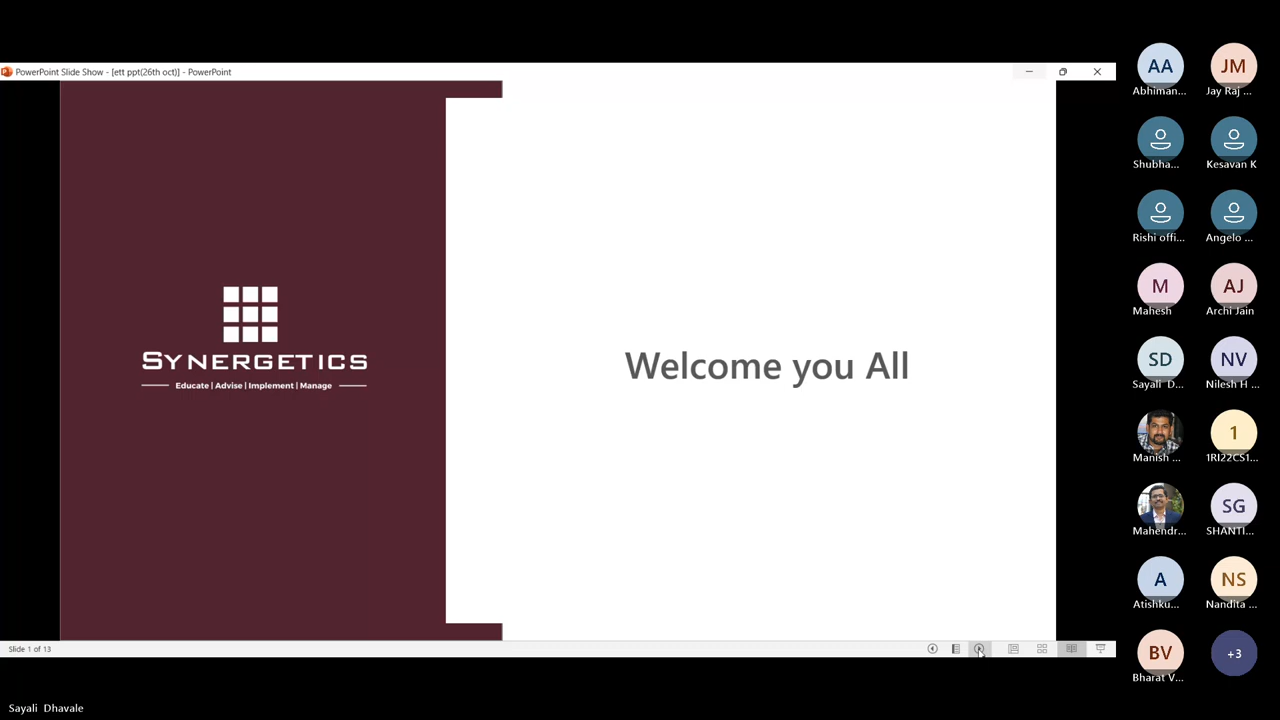 PowerPoint Slide Show - [ett ppt(26th oct)] - PowerPoint
SYNERGETICS
Educate | Advise | Implement | Manage
Welcome you All
Slide 1 of 13
AA
Abhiman...
JM
Jay Raj ...
Shubha...
Kesavan K
Rishi offi...
Angelo ...
M
Mahesh
AJ
Archi Jain
SD
Sayali D...
NV
Nilesh H ...
Manish ...
1
1RI22CS1...
Mahendr...
SG
SHANTI...
A
Atishku...
NS
Nandita ...
BV
Bharat V...
+3
Sayali Dhavale